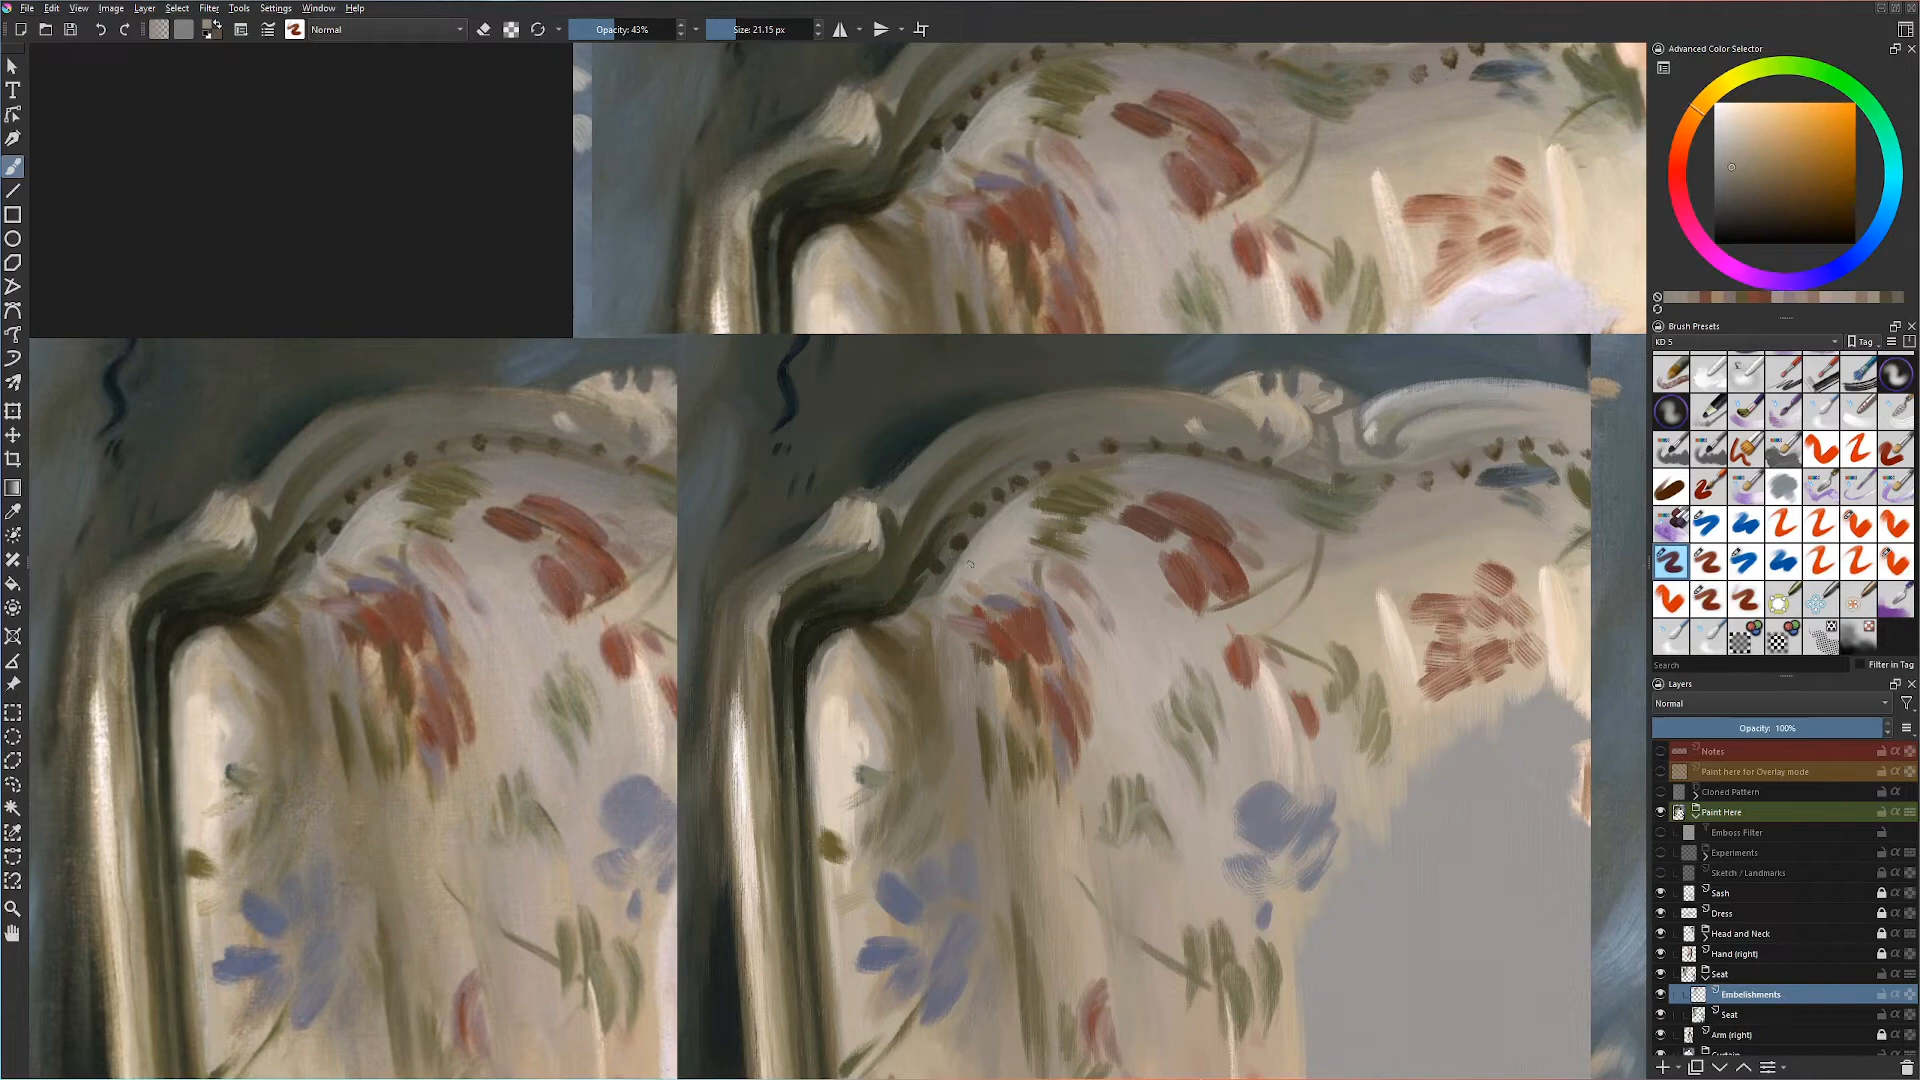 File Edit View Image Layer Select Filter Tools Settings Window Help
Normal
Opacity: 43%
Size: 21.15 px
Advanced Color Selector
Brush Presets
KD 5
Tag
Search
Filter in Tag
Layers
Normal
Opacity: 100%
Notes
Paint here for Overlay mode
Cloned Pattern
Paint Here
Emboss Filter
Experiments
Sketch / Landmarks
Sash
Dress
Head and Neck
Hand (right)
Seat
Embelishments
Seat
Arm (right)